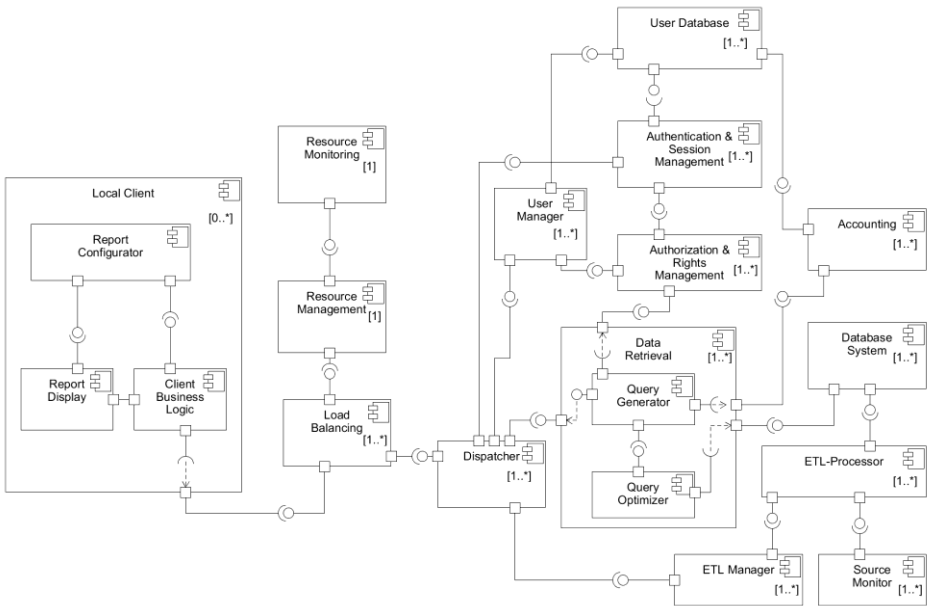 User Database
[1..*]
Resource
Monitoring
[1]
Authentication &
Session
Management
[1..*]
Local Client
[0..*]
User
Manager
[1..*]
Accounting
[1..*]
Report
Configurator
Authorization &
Rights
Management
[1..*]
Resource
Management
[1]
Data
Retrieval
[1..*]
Database
System
[1..*]
Report
Display
Client
Business
Logic
Query
Generator
Load
Balancing
[1..*]
Dispatcher
[1..*]
ETL-Processor
[1..*]
Query
Optimizer
ETL Manager
[1..*]
Source
Monitor
[1..*]